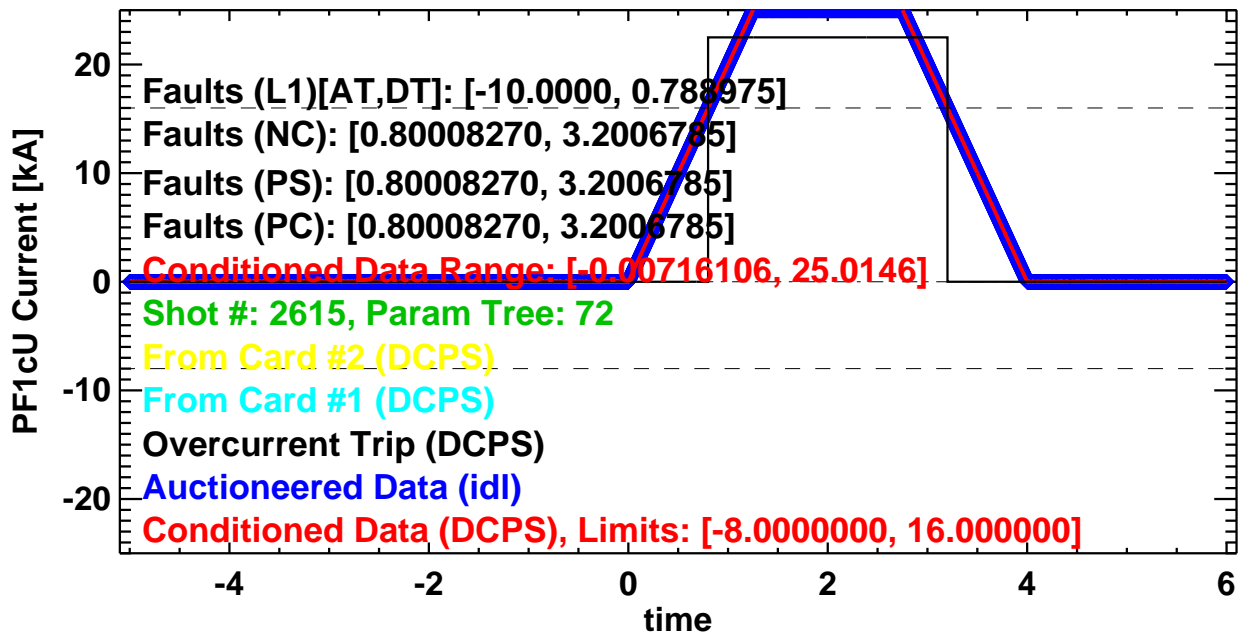 20
10
0
-10
-20
PF1cU Current [kA]
Faults (L1)[AT,DT]: [-10.0000, 0.788975]
Faults (NC): [0.80008270, 3.2006785]
Faults (PS): [0.80008270, 3.2006785]
Faults (PC): [0.80008270, 3.2006785]
Conditioned Data Range: [-0.00716106, 25.0146]
Shot #: 2615, Param Tree: 72
From Card #2 (DCPS)
From Card #1 (DCPS)
Overcurrent Trip (DCPS)
Auctioneered Data (idl)
Conditioned Data (DCPS), Limits: [-8.0000000, 16.000000]
-4 -2 0 2 4 6
time